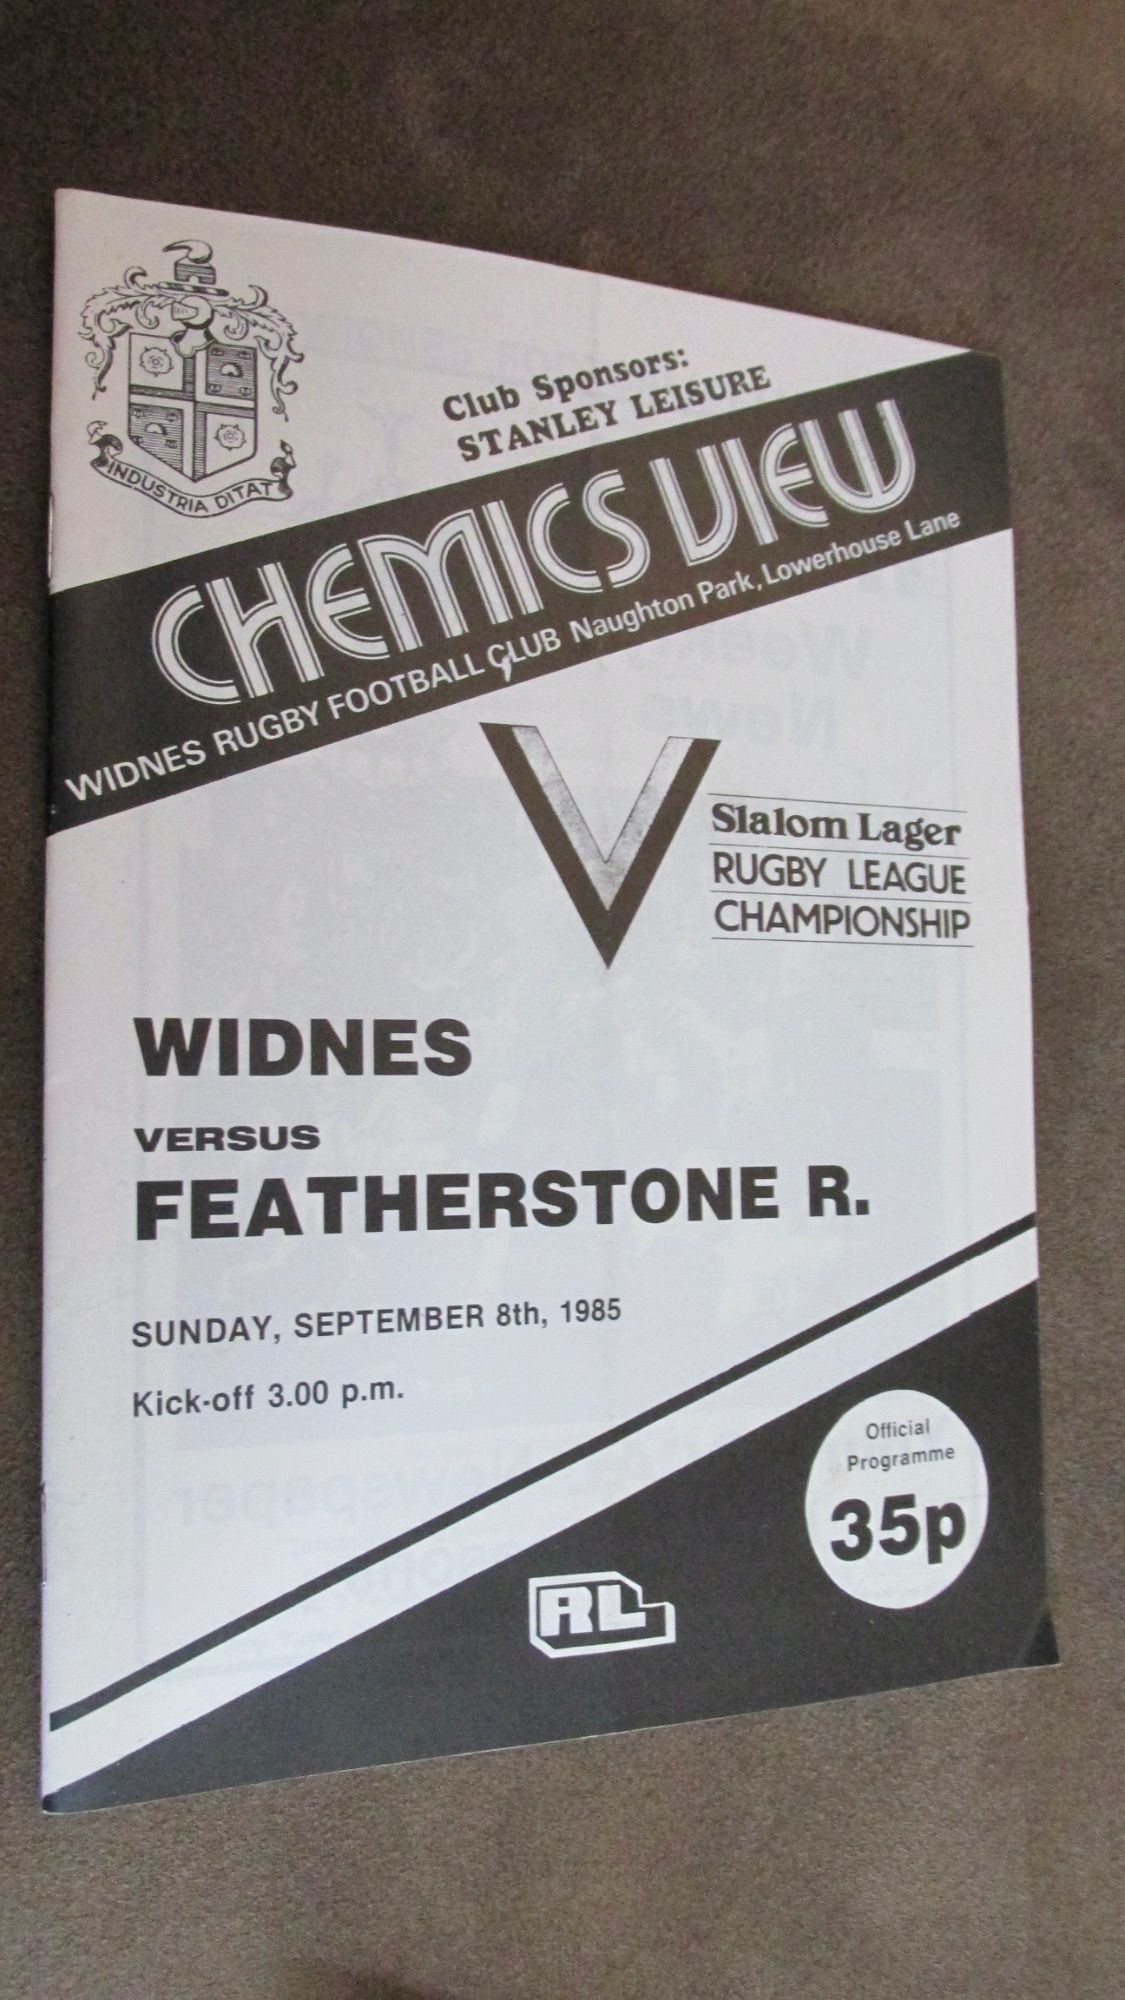 INDUSTRIA DITAT
Club Sponsors:
STANLEY LEISURE
CHEMICS VIEW
WIDNES RUGBY FOOTBALL CLUB Naughton Park, Lowerhouse Lane
V
Slalom Lager
RUGBY LEAGUE
CHAMPIONSHIP
WIDNES
VERSUS
FEATHERSTONE R.
SUNDAY, SEPTEMBER 8th, 1985
Kick-off 3.00 p.m.
Official
Programme
35p
RL